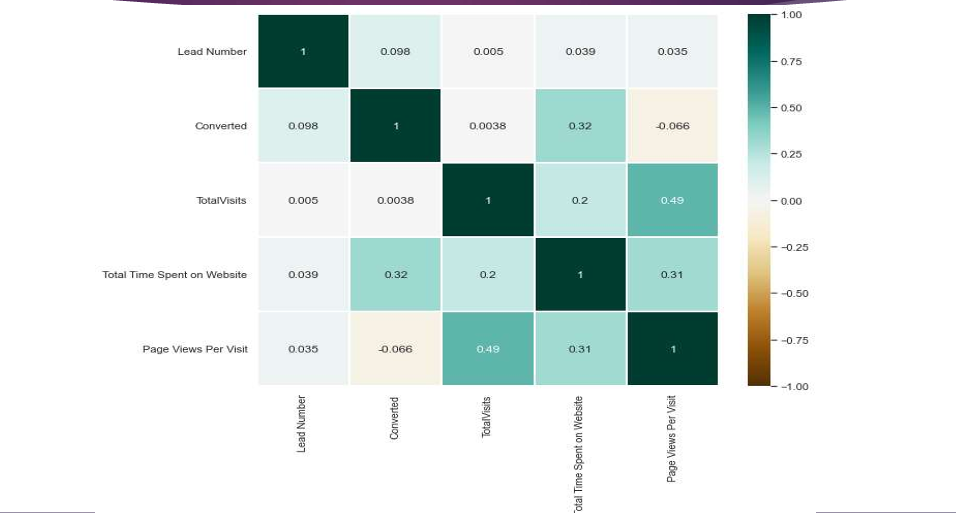 1.00
Lead Number 1 0.098 0.005 0.039 0.035
0.75
0.50
Converted 0.098 1 0.0038 0.32 -0.066
0.25
TotalVisits 0.005 0.0038 1 0.2 0.49
0.00
−0.25
Total Time Spent on Website 0.039 0.32 0.2 1 0.31
−0.50
Page Views Per Visit 0.035 -0.066 0.49 0.31 1
−0.75
−1.00
Lead Number
Converted
TotalVisits
otal Time Spent on Website
Page Views Per Visit